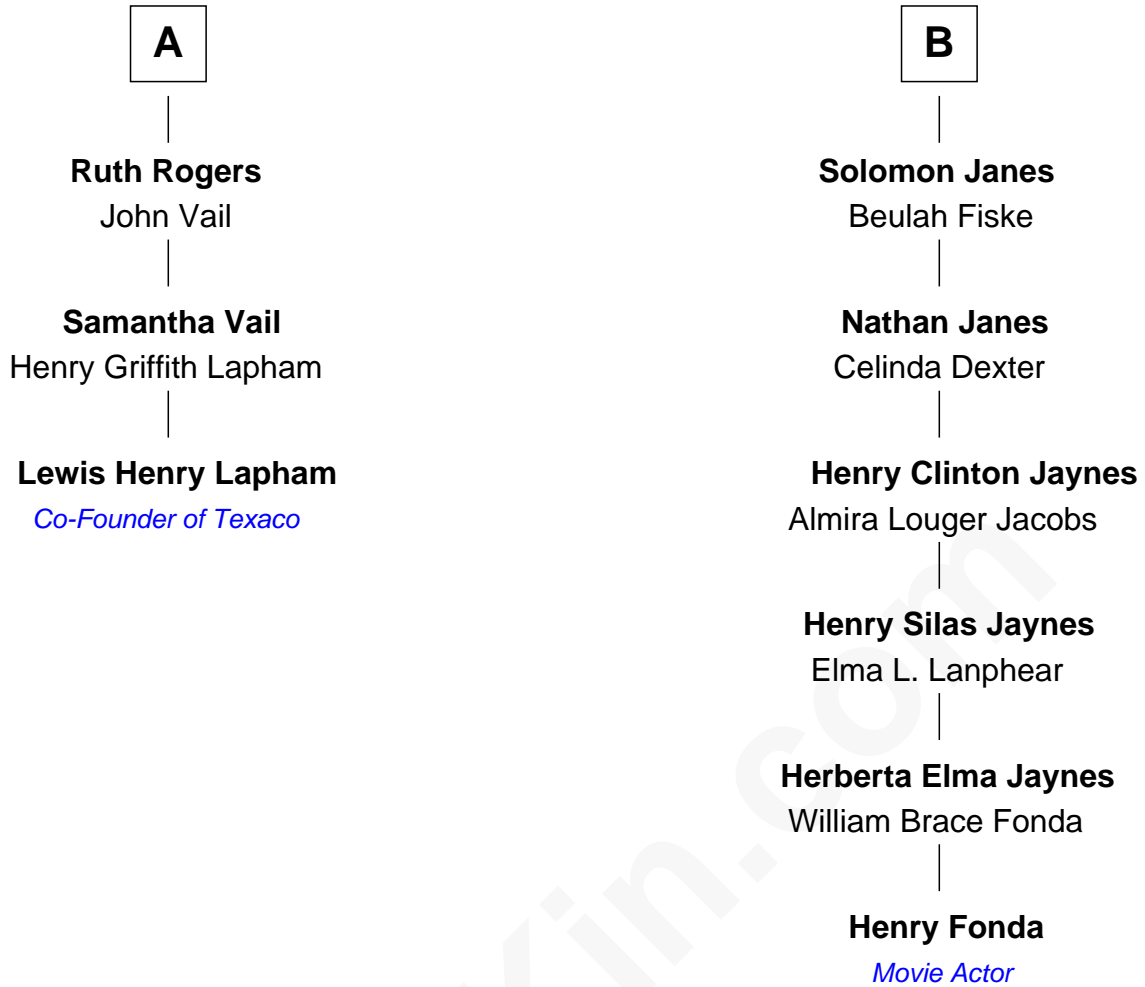 A
Ruth Rogers
John Vail
Samantha Vail
Henry Griffith Lapham
Lewis Henry Lapham
Co-Founder of Texaco
B
Solomon Janes
Beulah Fiske
Nathan Janes
Celinda Dexter
Henry Clinton Jaynes
Almira Louger Jacobs
Henry Silas Jaynes
Elma L. Lanphear
Herberta Elma Jaynes
William Brace Fonda
Henry Fonda
Movie Actor